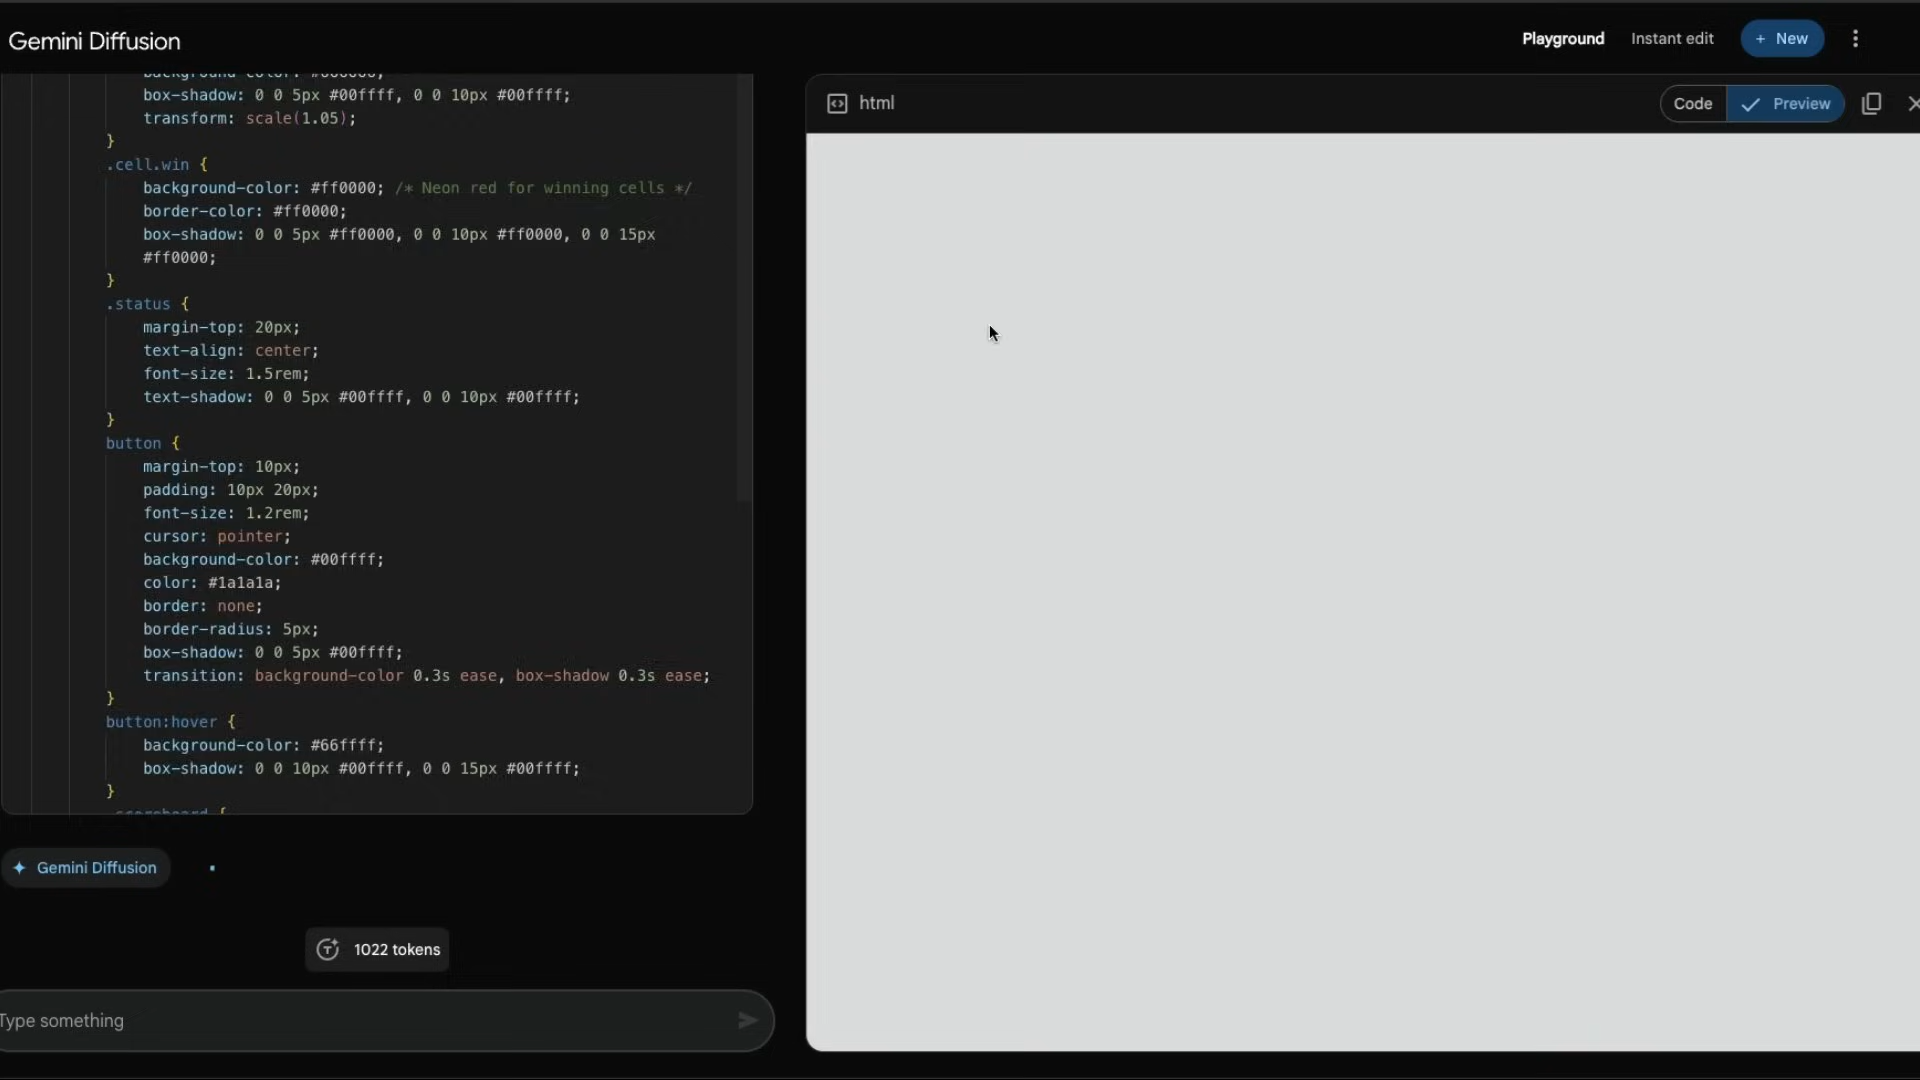 Gemini Diffusion
Playground
Instant edit
+ New
box-shadow: 0 0 5px #00ffff, 0 0 10px #00ffff;
transform: scale(1.05);
}
.cell.win {
background-color: #ff0000; /* Neon red for winning cells */
border-color: #ff0000;
box-shadow: 0 0 5px #ff0000, 0 0 10px #ff0000, 0 0 15px
#ff0000;
}
.status {
margin-top: 20px;
text-align: center;
font-size: 1.5rem;
text-shadow: 0 0 5px #00ffff, 0 0 10px #00ffff;
}
button {
margin-top: 10px;
padding: 10px 20px;
font-size: 1.2rem;
cursor: pointer;
background-color: #00ffff;
color: #1a1a1a;
border: none;
border-radius: 5px;
box-shadow: 0 0 5px #00ffff;
transition: background-color 0.3s ease, box-shadow 0.3s ease;
}
button:hover {
background-color: #66ffff;
box-shadow: 0 0 10px #00ffff, 0 0 15px #00ffff;
}
Gemini Diffusion
1022 tokens
Type something
html
Code
Preview